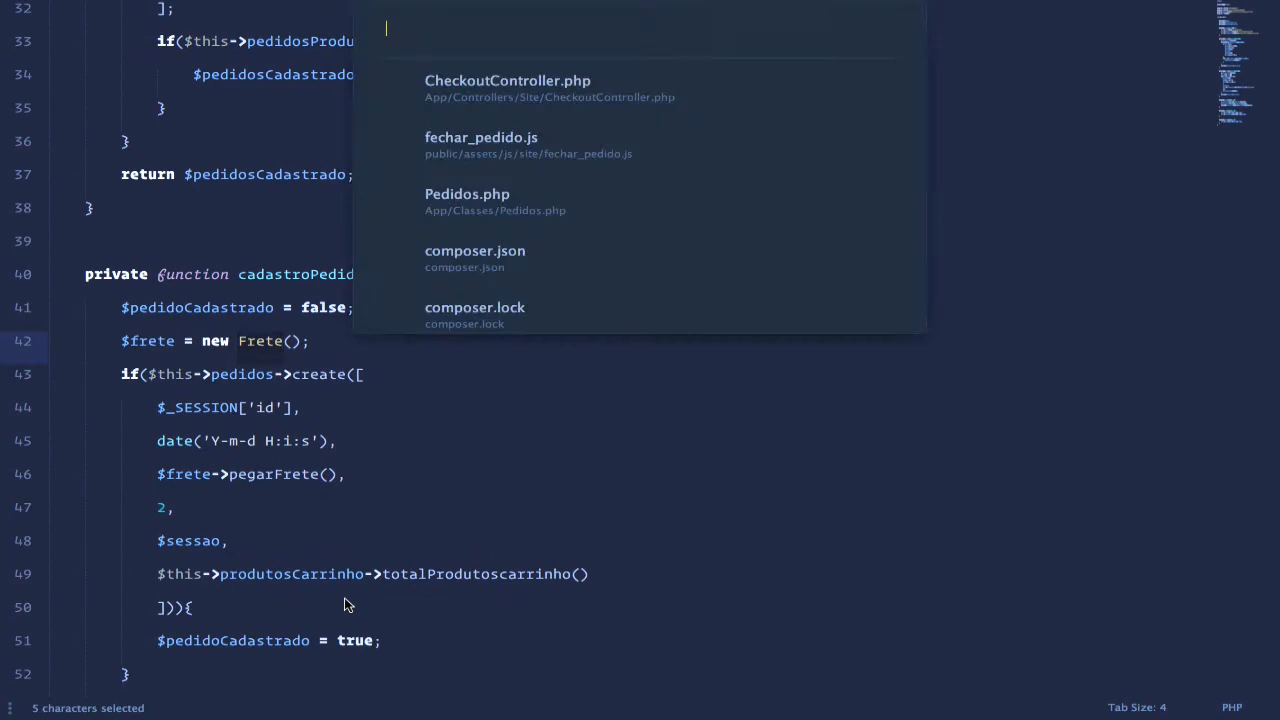 32 ];
33 if($this->pedidosProdu
34 $pedidosCadastrado
35 }
36 }
37 return $pedidosCadastrado;
38 }
39
40 private function cadastroPedid
41 $pedidoCadastrado = false;
42 $frete = new Frete();
43 if($this->pedidos->create([
44 $_SESSION['id'],
45 date('Y-m-d H:i:s'),
46 $frete->pegarFrete(),
47 2,
48 $sessao,
49 $this->produtosCarrinho->totalProdutoscarrinho()
50 ])){
51 $pedidoCadastrado = true;
52 }
CheckoutController.php
App/Controllers/Site/CheckoutController.php
fechar_pedido.js
public/assets/js/site/fechar_pedido.js
Pedidos.php
App/Classes/Pedidos.php
composer.json
composer.json
composer.lock
composer.lock
5 characters selected
Tab Size: 4
PHP